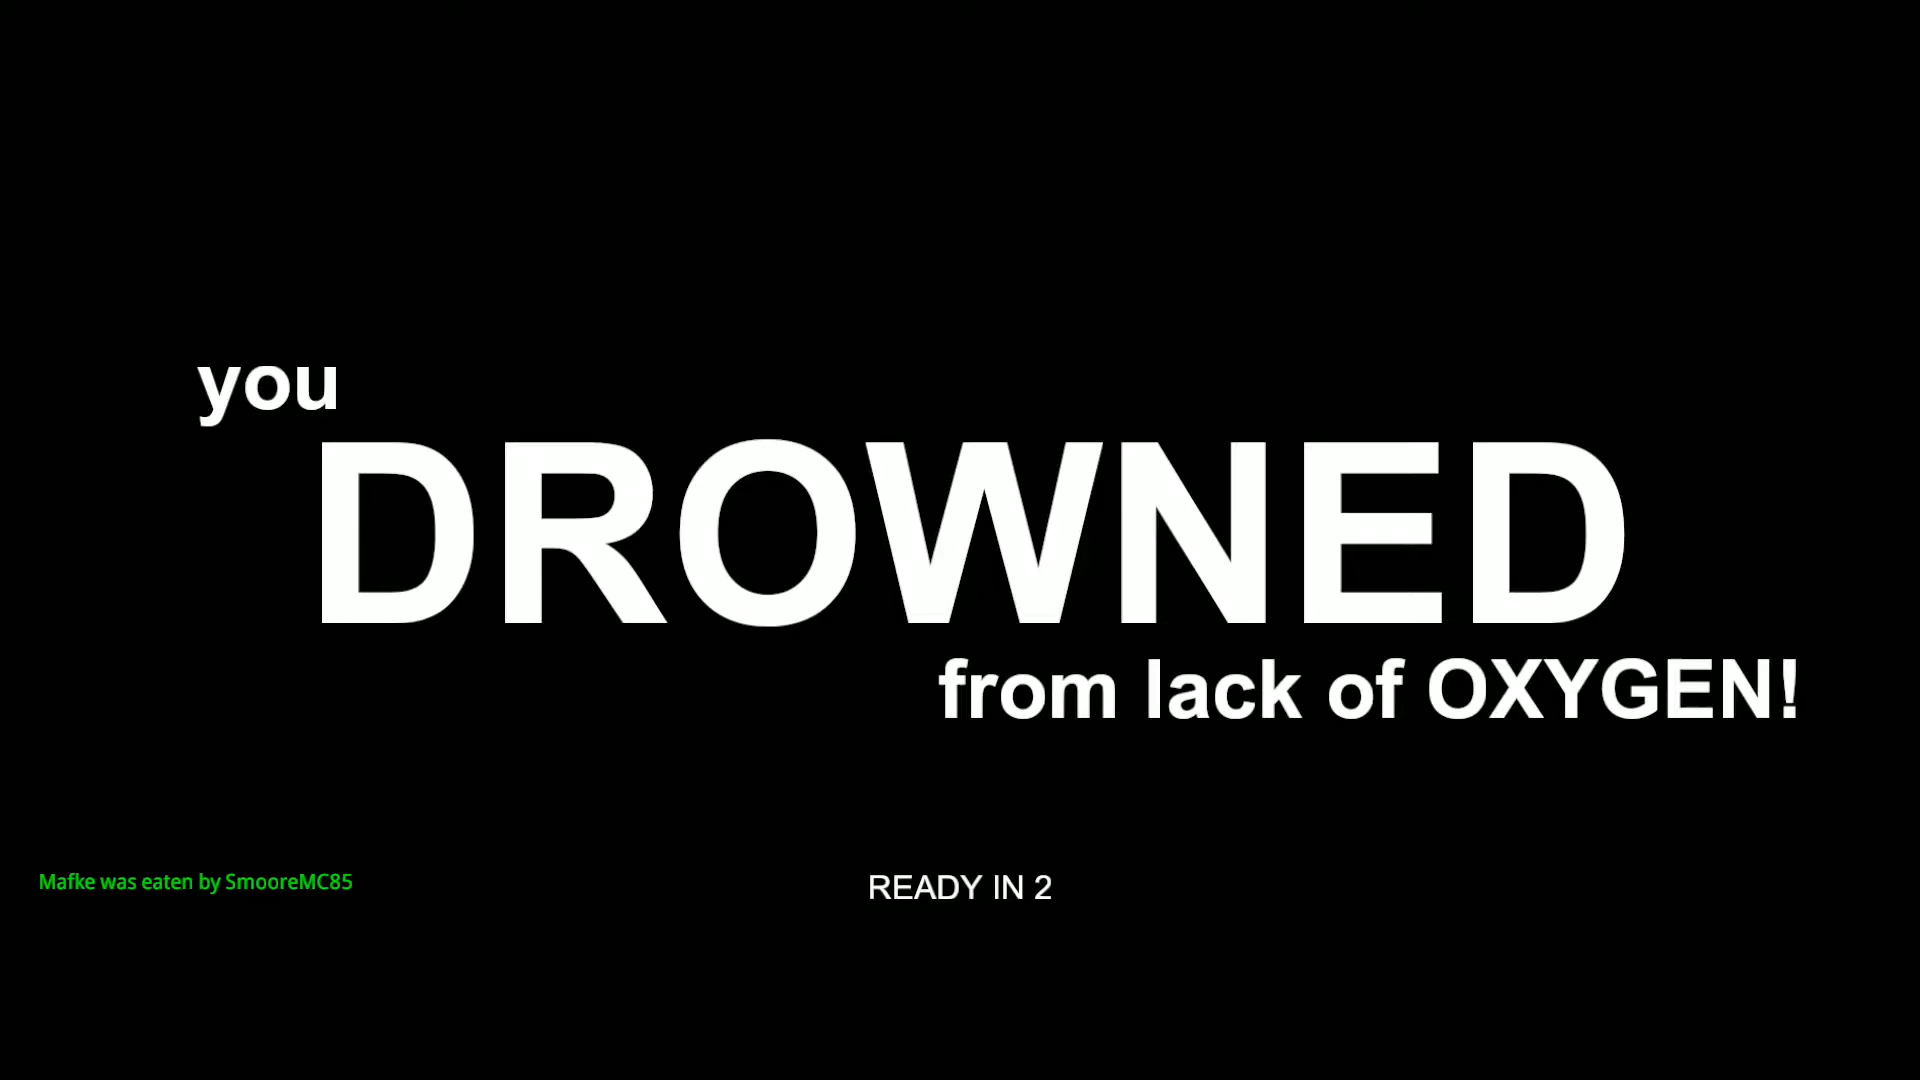 you
DROWNED
from lack of OXYGEN!
Mafke was eaten by SmooreMC85
READY IN 2